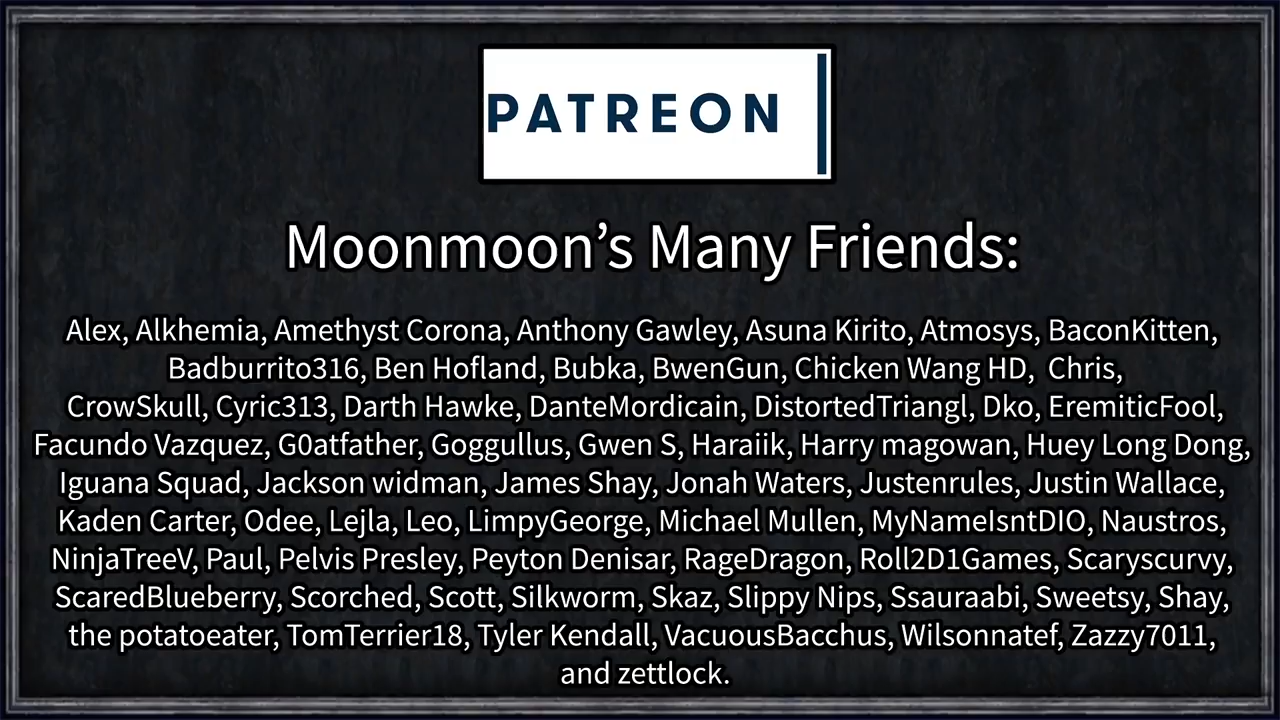 PATREON
Moonmoon’s Many Friends:
Alex, Alkhemia, Amethyst Corona, Anthony Gawley, Asuna Kirito, Atmosys, BaconKitten,
Badburrito316, Ben Hofland, Bubka, BwenGun, Chicken Wang HD,  Chris,
CrowSkull, Cyric313, Darth Hawke, DanteMordicain, DistortedTriangl, Dko, EremiticFool,
Facundo Vazquez, G0atfather, Goggullus, Gwen S, Haraiik, Harry magowan, Huey Long Dong,
Iguana Squad, Jackson widman, James Shay, Jonah Waters, Justenrules, Justin Wallace,
Kaden Carter, Odee, Lejla, Leo, LimpyGeorge, Michael Mullen, MyNameIsntDIO, Naustros,
NinjaTreeV, Paul, Pelvis Presley, Peyton Denisar, RageDragon, Roll2D1Games, Scaryscurvy,
ScaredBlueberry, Scorched, Scott, Silkworm, Skaz, Slippy Nips, Ssauraabi, Sweetsy, Shay,
the potatoeater, TomTerrier18, Tyler Kendall, VacuousBacchus, Wilsonnatef, Zazzy7011,
and zettlock.